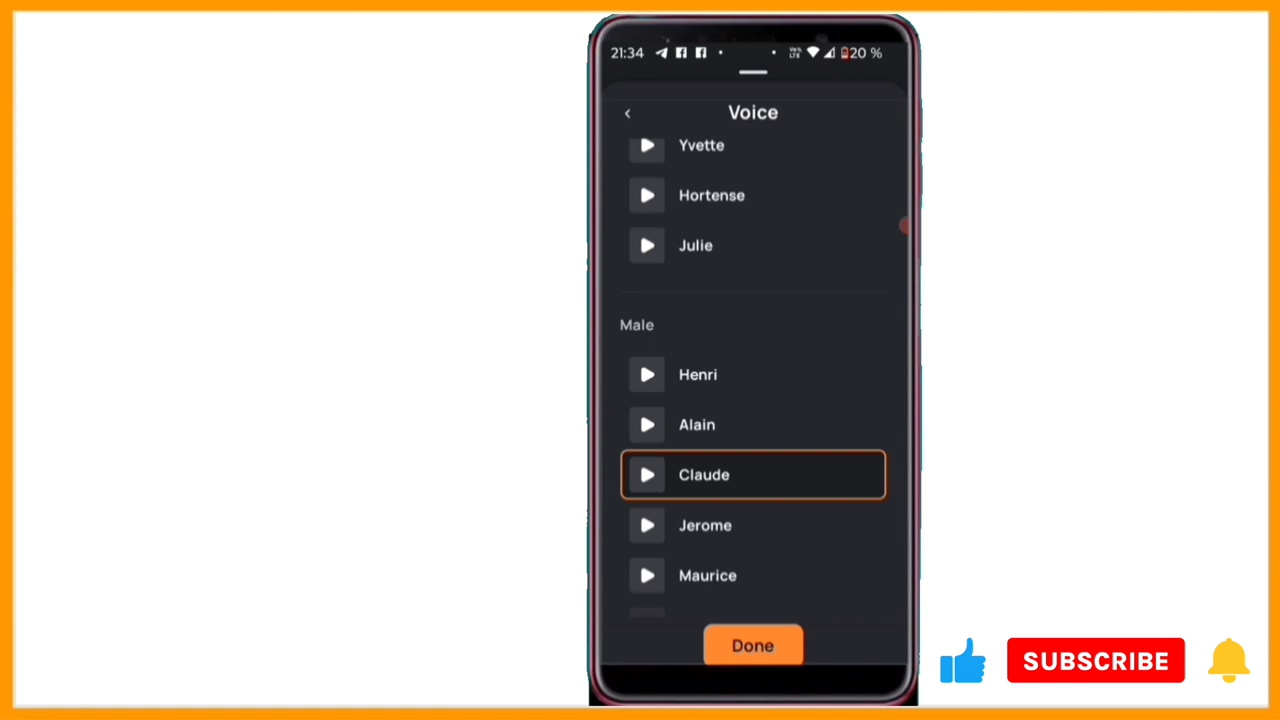 21:34 20 %
Voice
Yvette
Hortense
Julie
Male
Henri
Alain
Claude
Jerome
Maurice
Done
SUBSCRIBE